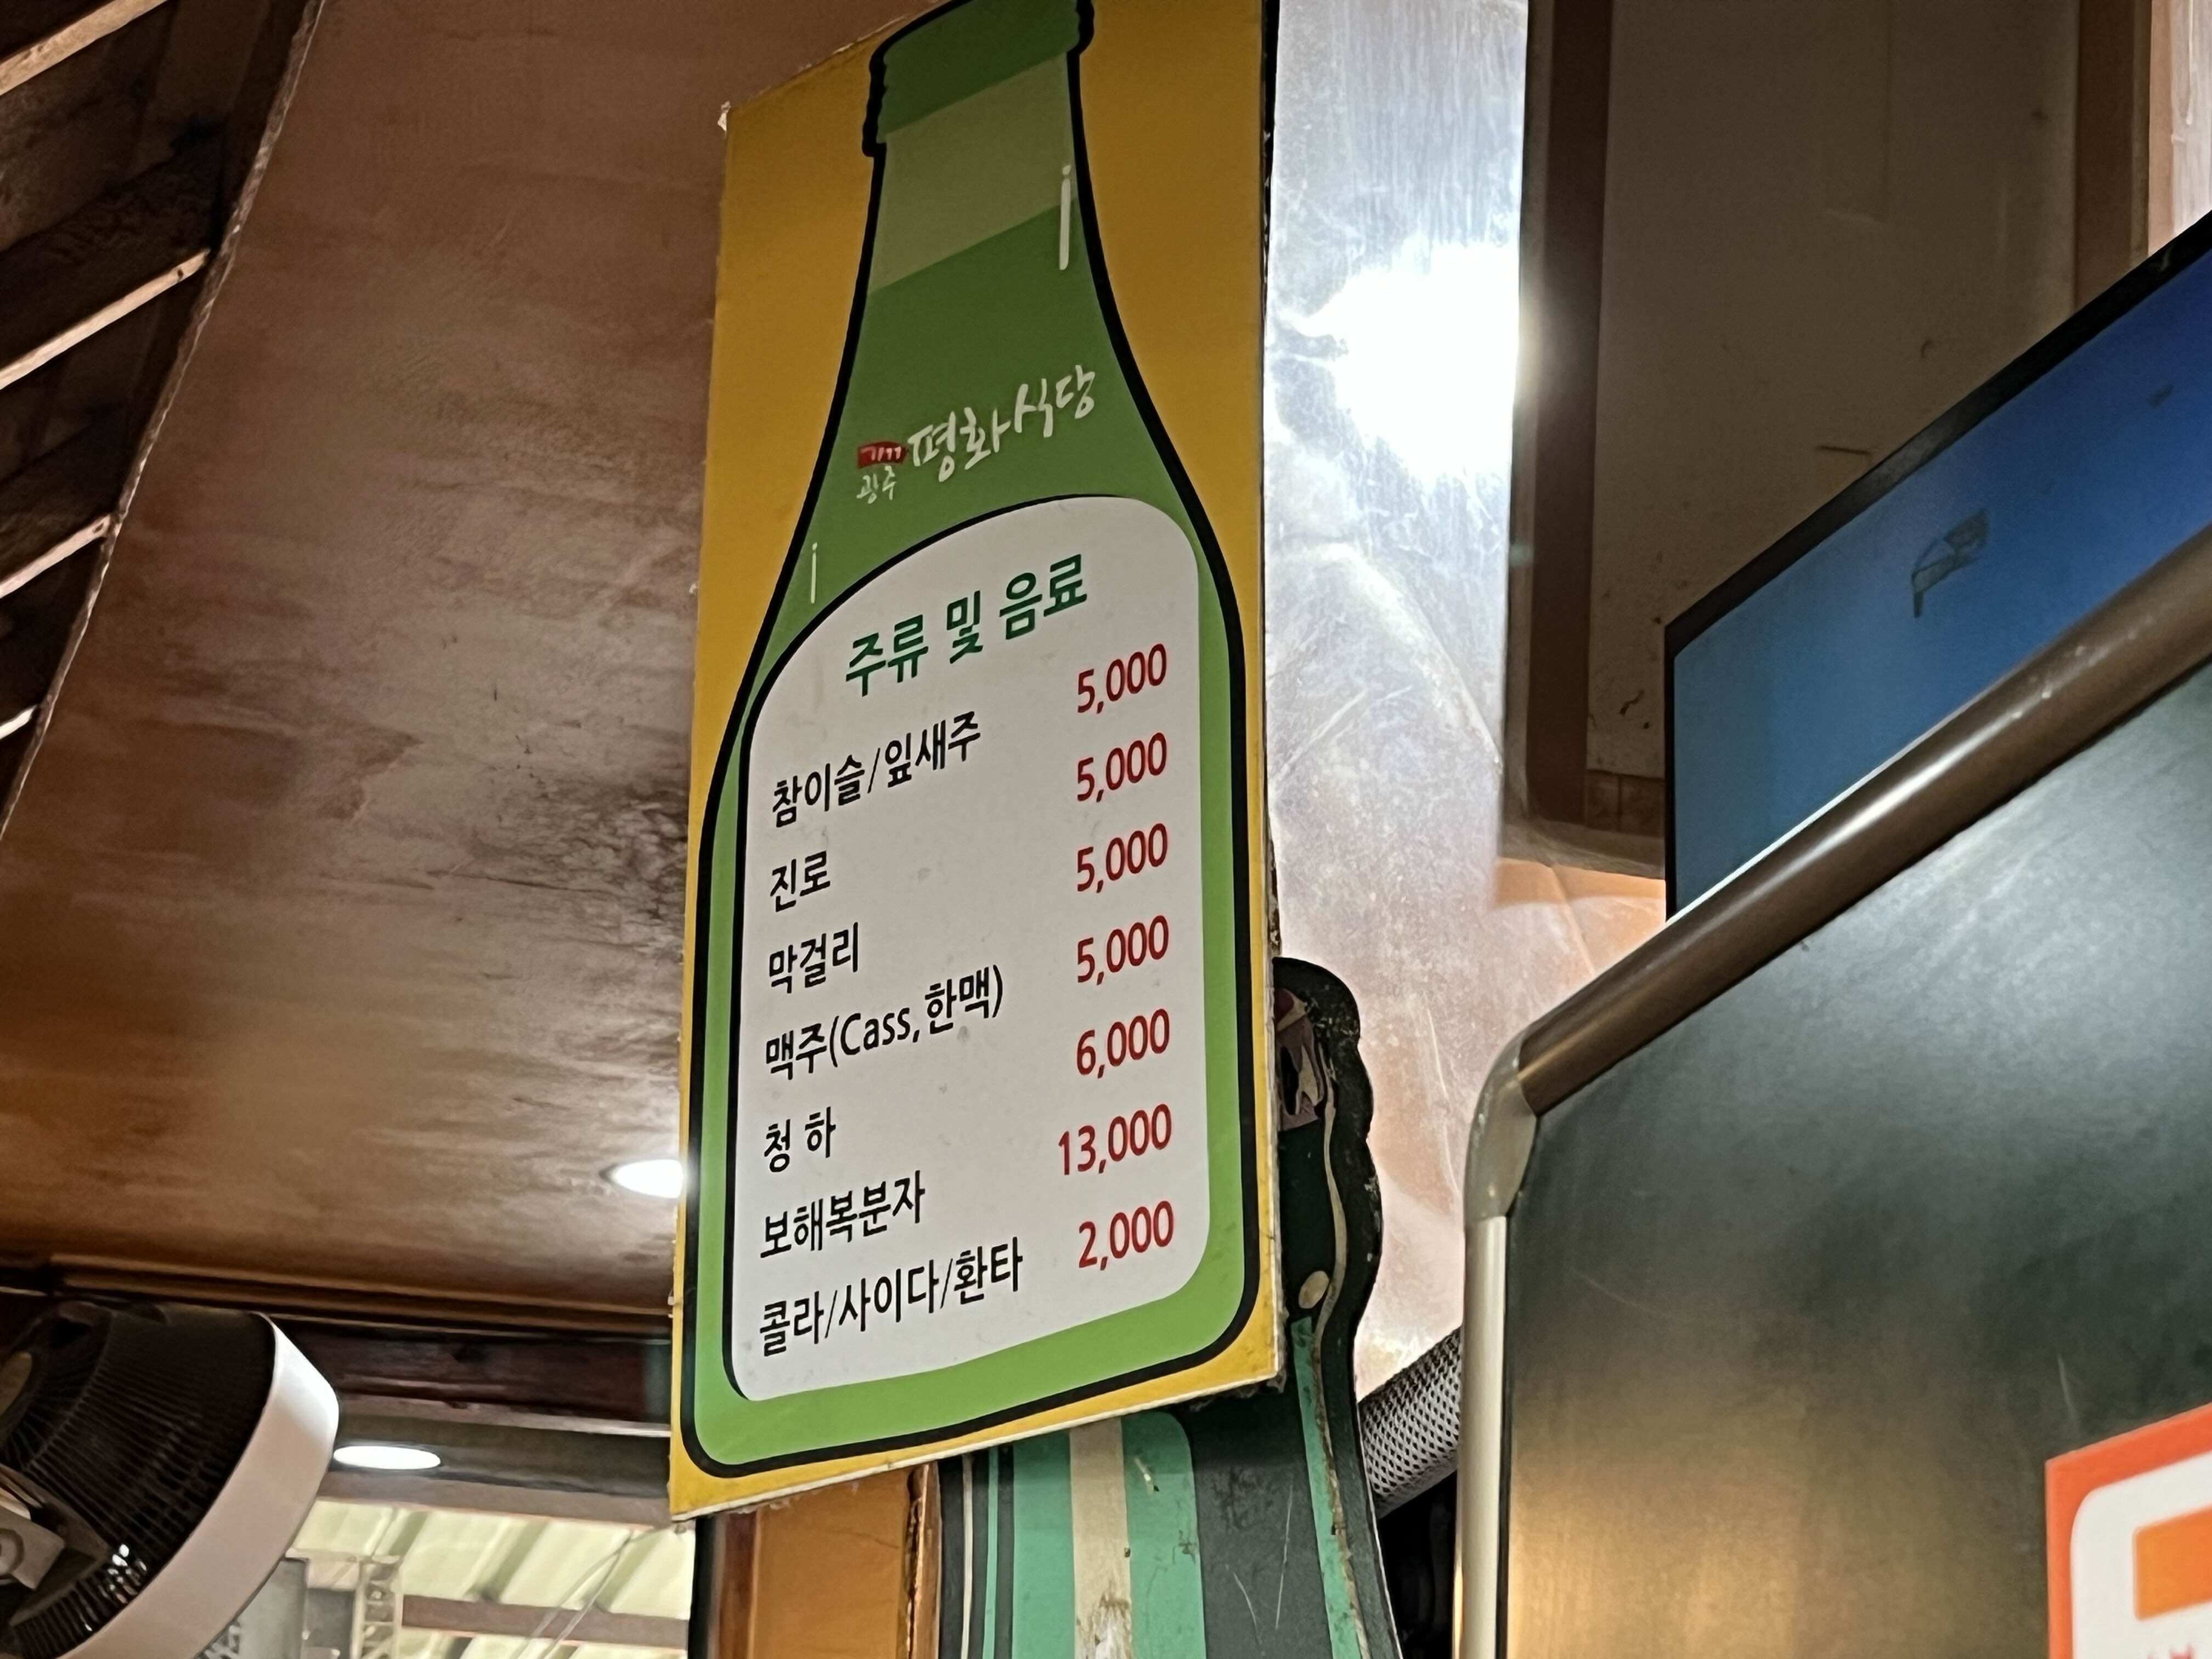 광주 평화식당
주류 및 음료
참이슬/잎새주 5,000
진로 5,000
막걸리 5,000
맥주(Cass, 한맥) 5,000
청 하 6,000
보해복분자 13,000
콜라/사이다/환타 2,000